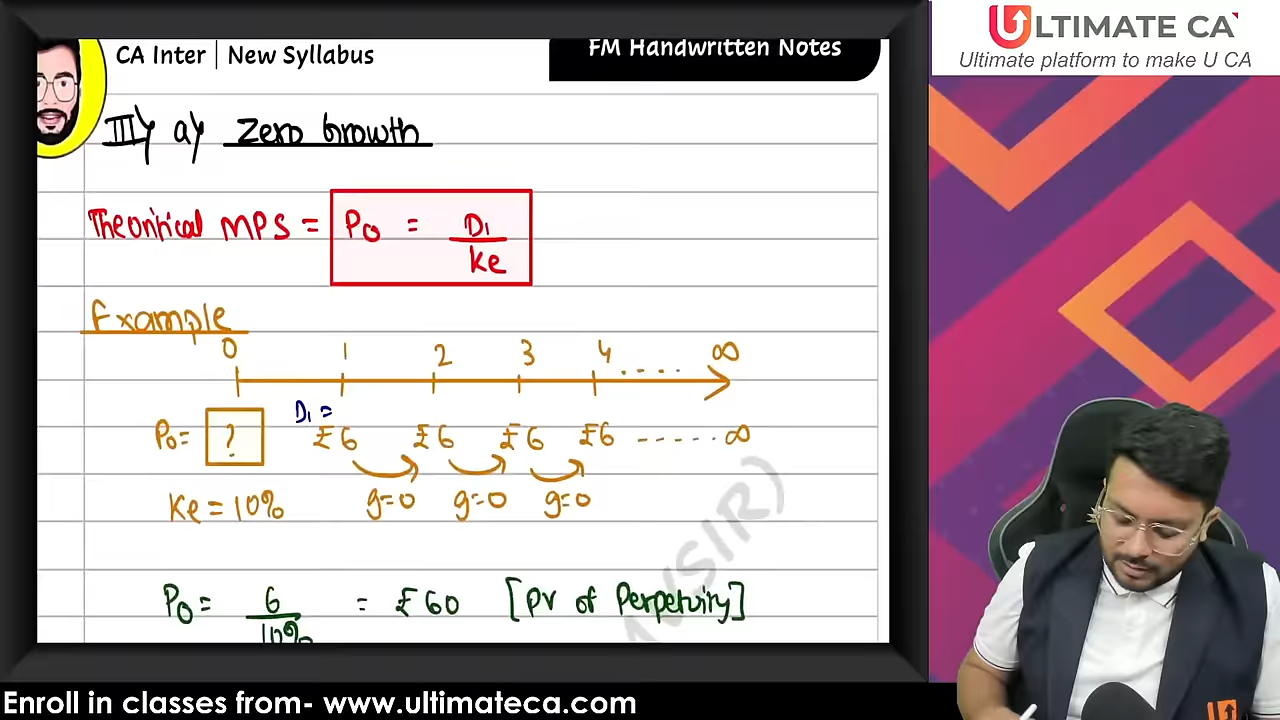 CA Inter | New Syllabus
FM Handwritten Notes
ULTIMATE CA
Ultimate platform to make U CA
III) a) Zero Growth
Theoritical MPS = P0 = D1 / Ke
Example
0 1 2 3 4 ..... ∞
D1 =
P0 = ? ₤6 ₤6 ₤6 ₤6 ------ ∞
Ke = 10% g=0 g=0 g=0
P0 = 6 / 10% = ₤60 [PV of Perpetuity]
SIR)
Enroll in classes from- www.ultimateca.com